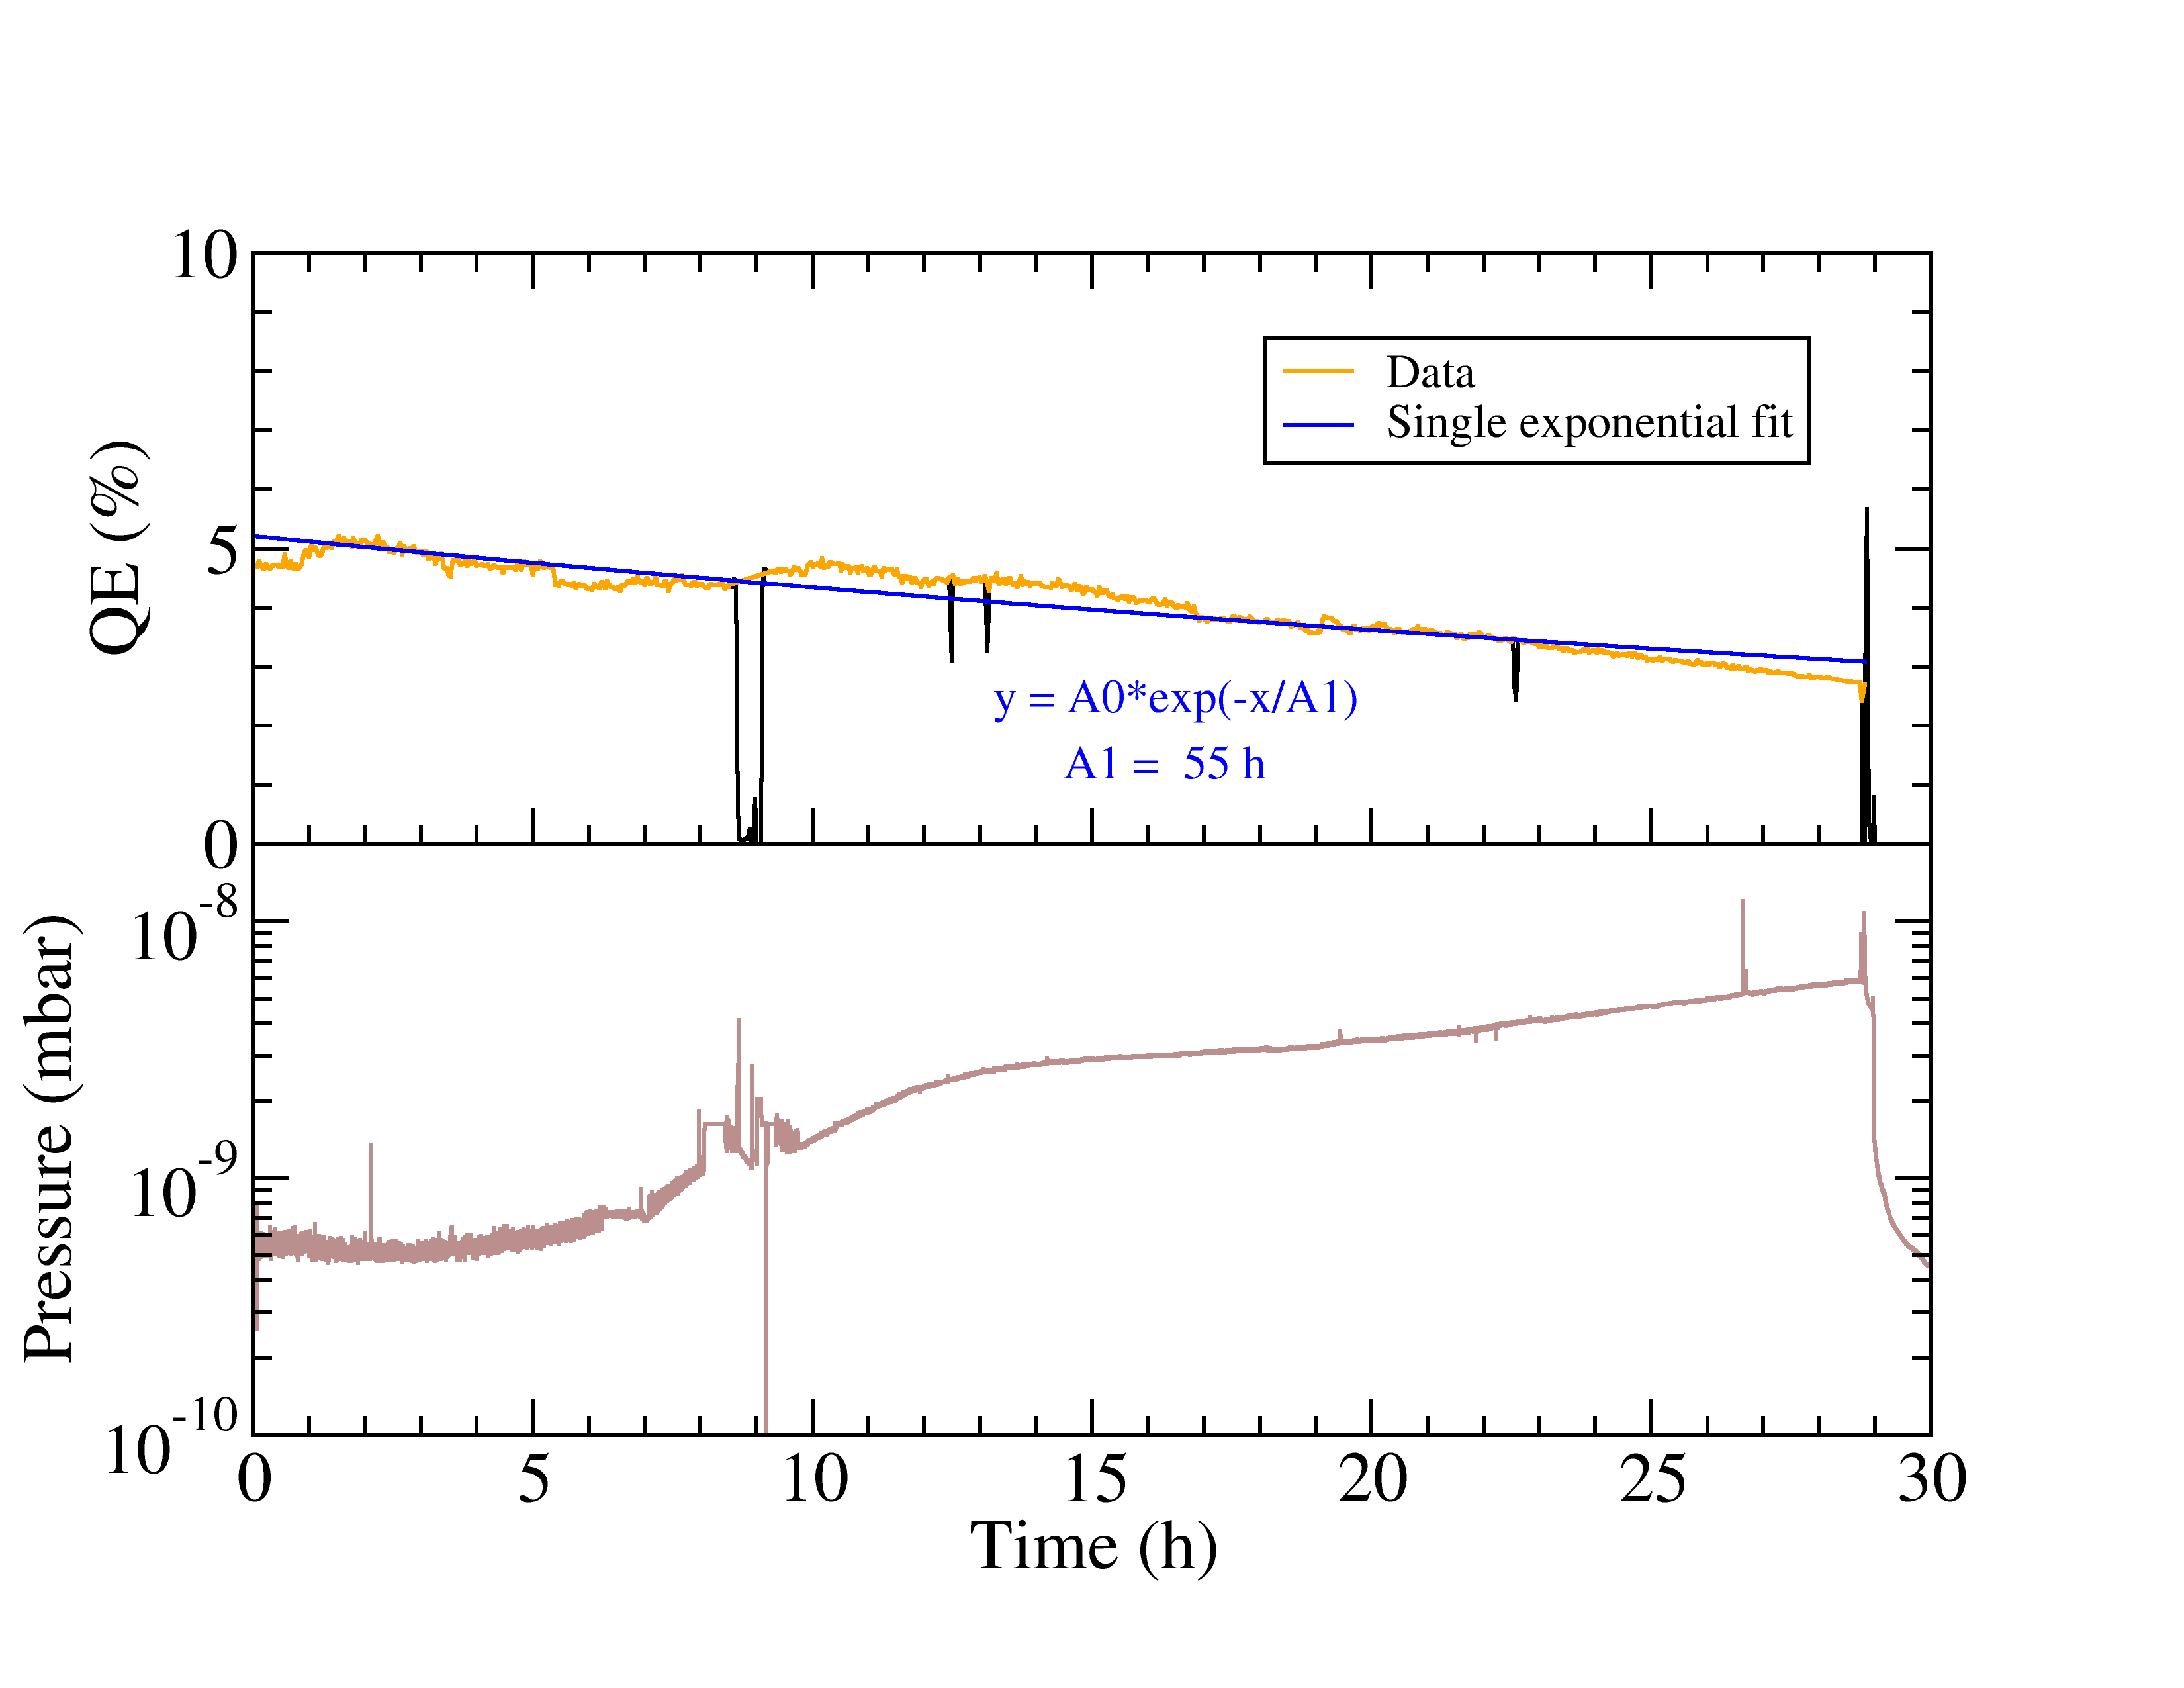 10
5
0
QE (%)
Data
Single exponential fit
y = A0*exp(-x/A1)
A1 = 55 h
10^-8
10^-9
10^-10
Pressure (mbar)
0 5 10 15 20 25 30
Time (h)